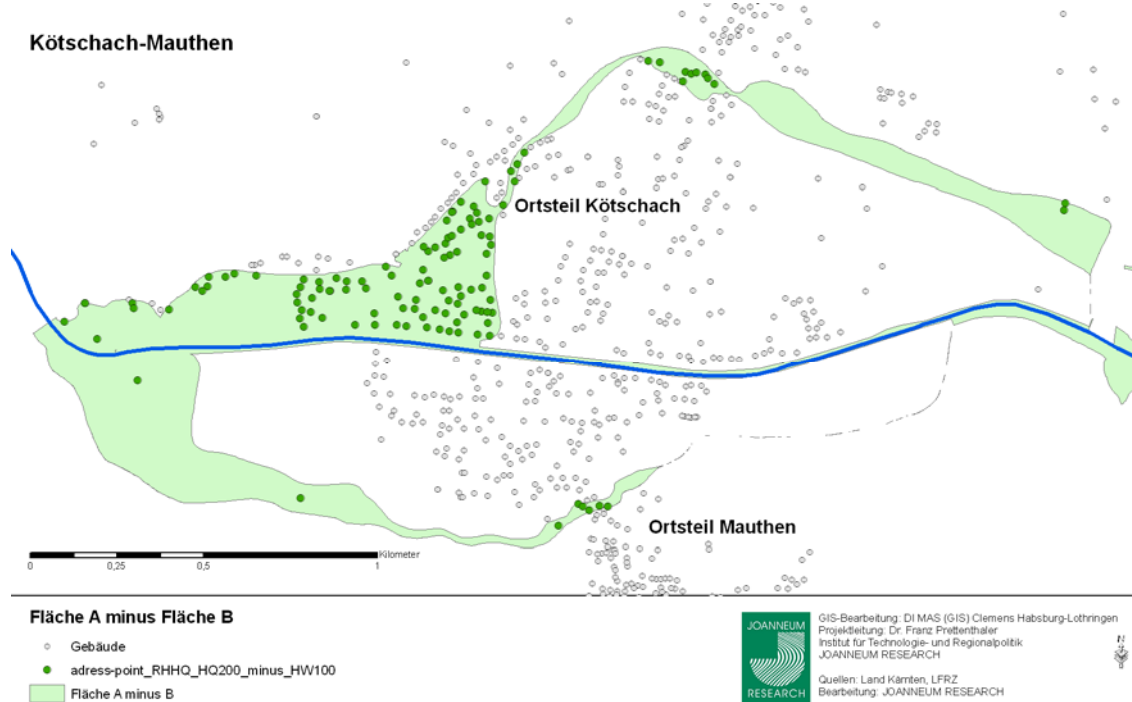 Kötschach-Mauthen
Ortsteil Kötschach
Ortsteil Mauthen
Kilometer
0 0,25 0,5 1
Fläche A minus Fläche B
Gebäude
adress-point_RHHQ_HQ200_minus_HW100
Fläche A minus B
JOANNEUM
RESEARCH
GIS-Bearbeitung: DI MAS (GIS) Clemens Habsburg-Lothringen
Projektleitung: Dr. Franz Prettenthaler
Institut für Technologie- und Regionalpolitik
JOANNEUM RESEARCH
Quellen: Land Kärnten, LFRZ
Bearbeitung: JOANNEUM RESEARCH